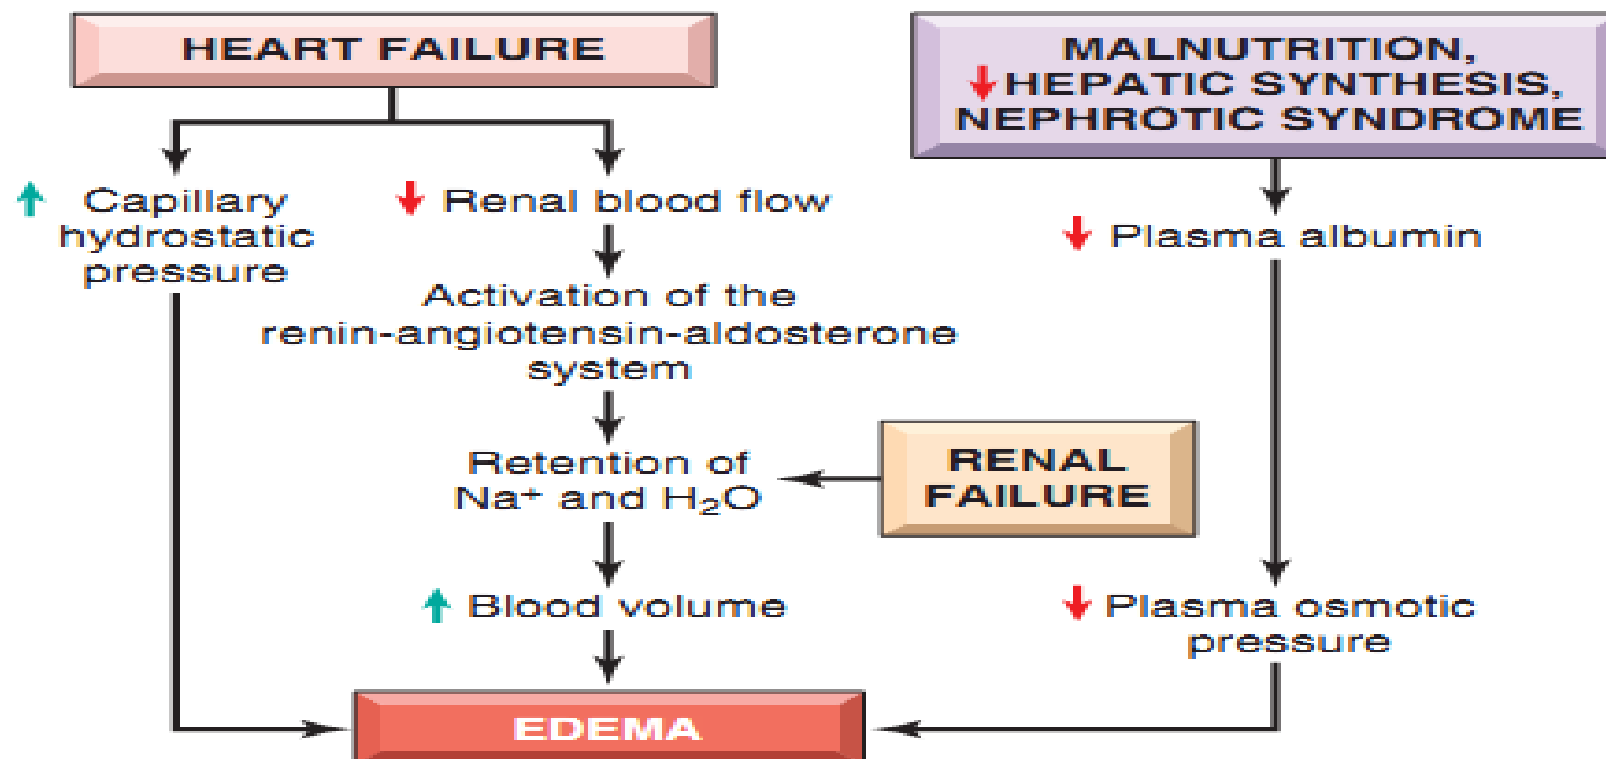 HEART FAILURE
MALNUTRITION,
HEPATIC SYNTHESIS,
NEPHROTIC SYNDROME
Capillary
hydrostatic
pressure
Renal blood flow
Plasma albumin
Activation of the
renin-angiotensin-aldosterone
system
Retention of
Na⁺ and H₂O
RENAL
FAILURE
Blood volume
Plasma osmotic
pressure
EDEMA